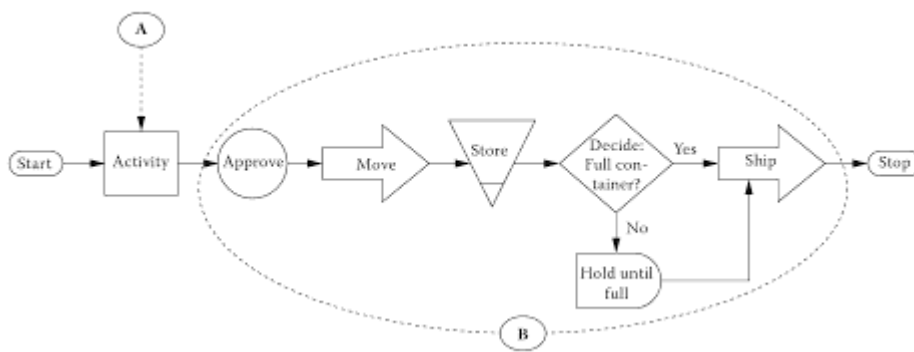 A
Start
Activity
Approve
Move
Store
Decide:
Full con-
tainer?
Yes
Ship
Stop
No
Hold until
full
B